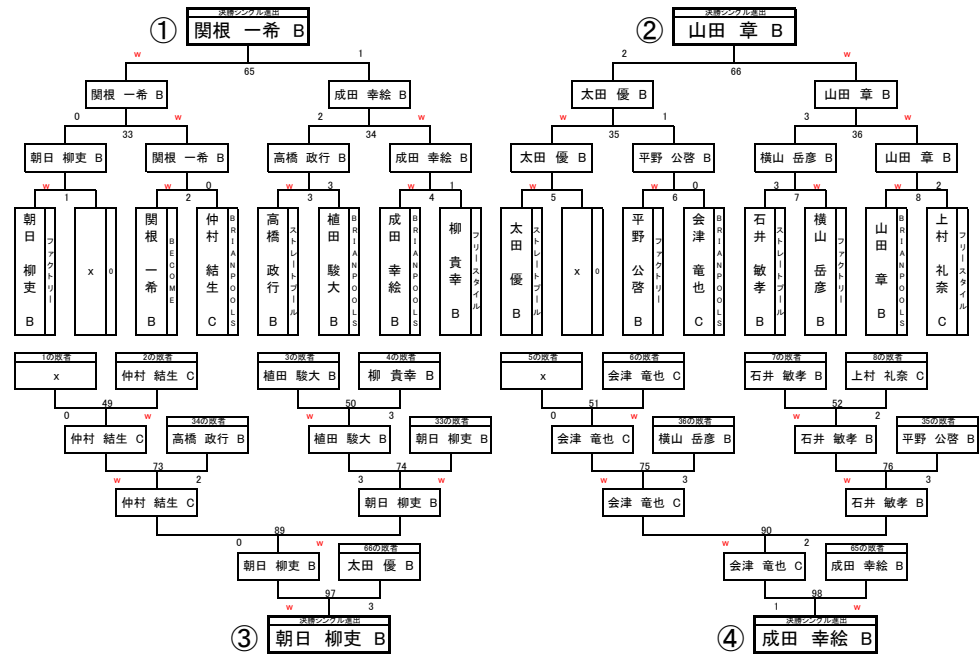 決勝シングル進出
① 関根 一希 B
決勝シングル進出
② 山田 章 B
w 65 1
2 66 w
関根 一希 B
成田 幸絵 B
太田 優 B
山田 章 B
0 33 w
2 34 w
w 35 1
3 36 w
朝日 柳吏 B
関根 一希 B
高橋 政行 B
成田 幸絵 B
太田 優 B
平野 公啓 B
横山 岳彦 B
山田 章 B
w 1
w 2 0
w 3 3
w 4 1
w 5
w 6 0
3 7 w
w 8 2
朝日 柳吏 B
ファクトリー
x
0
関根 一希 B
BECOME
仲村 結生 C
BRIANPOOLS
高橋 政行 B
ストレートプール
植田 駿大 B
BRIANPOOLS
成田 幸絵 B
BRIANPOOLS
柳 貴幸 B
フリースタイル
太田 優 B
ストレートプール
x
0
平野 公啓 B
ファクトリー
会津 竜也 C
BRIANPOOLS
石井 敏孝 B
ストレートプール
横山 岳彦 B
ファクトリー
山田 章 B
BRIANPOOLS
上村 礼奈 C
フリースタイル
1の敗者
x
2の敗者
仲村 結生 C
3の敗者
植田 駿大 B
4の敗者
柳 貴幸 B
5の敗者
x
6の敗者
会津 竜也 C
7の敗者
石井 敏孝 B
8の敗者
上村 礼奈 C
0 49 w
w 50 3
0 51 w
w 52 2
仲村 結生 C
34の敗者
高橋 政行 B
植田 駿大 B
33の敗者
朝日 柳吏 B
会津 竜也 C
36の敗者
横山 岳彦 B
石井 敏孝 B
35の敗者
平野 公啓 B
w 73 2
3 74 w
w 75 3
w 76 3
仲村 結生 C
朝日 柳吏 B
会津 竜也 C
石井 敏孝 B
0 89 w
w 90 2
朝日 柳吏 B
66の敗者
太田 優 B
会津 竜也 C
65の敗者
成田 幸絵 B
w 97 3
1 98 w
決勝シングル進出
③ 朝日 柳吏 B
決勝シングル進出
④ 成田 幸絵 B